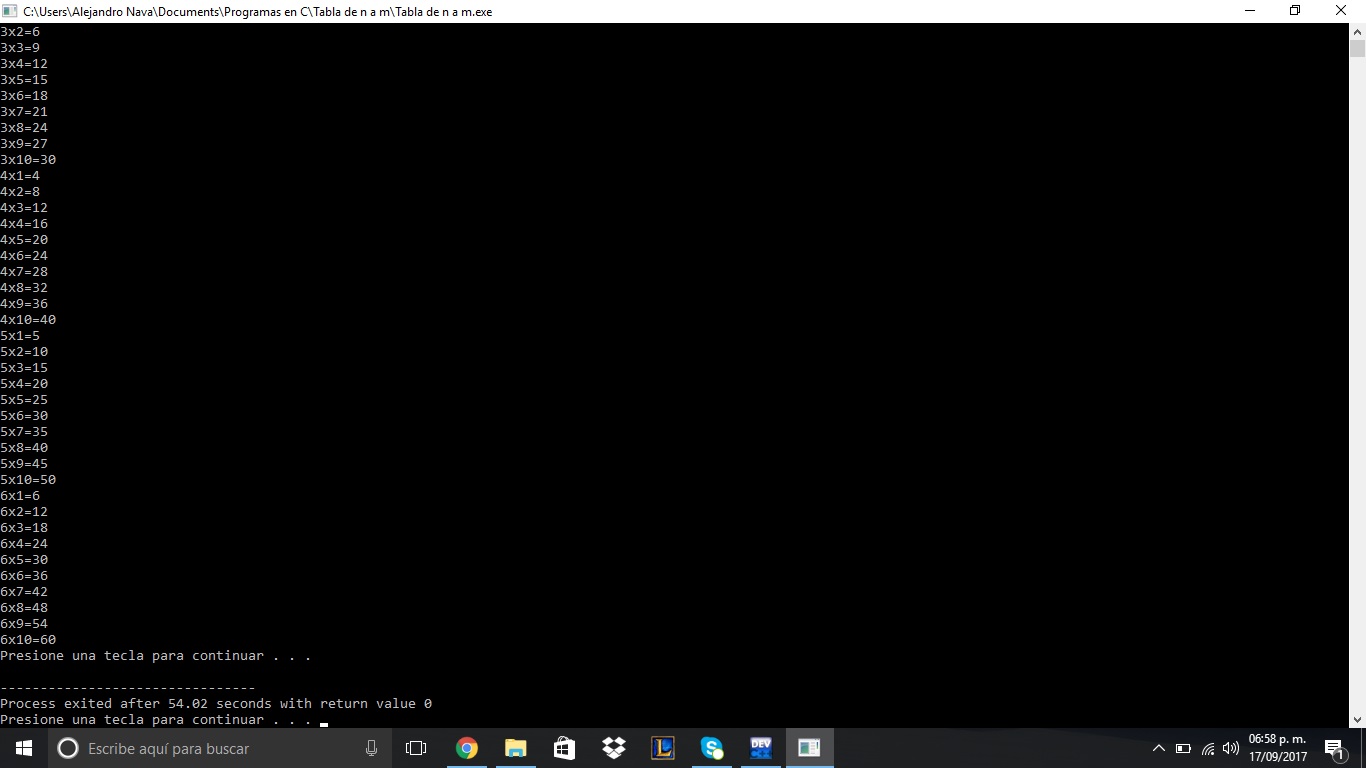 C:\Users\Alejandro Nava\Documents\Programas en C\Tabla de n a m\Tabla de n a m.exe
3x2=6
3x3=9
3x4=12
3x5=15
3x6=18
3x7=21
3x8=24
3x9=27
3x10=30
4x1=4
4x2=8
4x3=12
4x4=16
4x5=20
4x6=24
4x7=28
4x8=32
4x9=36
4x10=40
5x1=5
5x2=10
5x3=15
5x4=20
5x5=25
5x6=30
5x7=35
5x8=40
5x9=45
5x10=50
6x1=6
6x2=12
6x3=18
6x4=24
6x5=30
6x6=36
6x7=42
6x8=48
6x9=54
6x10=60
Presione una tecla para continuar . . .
--------------------------------
Process exited after 54.02 seconds with return value 0
Presione una tecla para continuar . . .
Escribe aquí para buscar
L
S
DEV
06:58 p. m.
17/09/2017
1